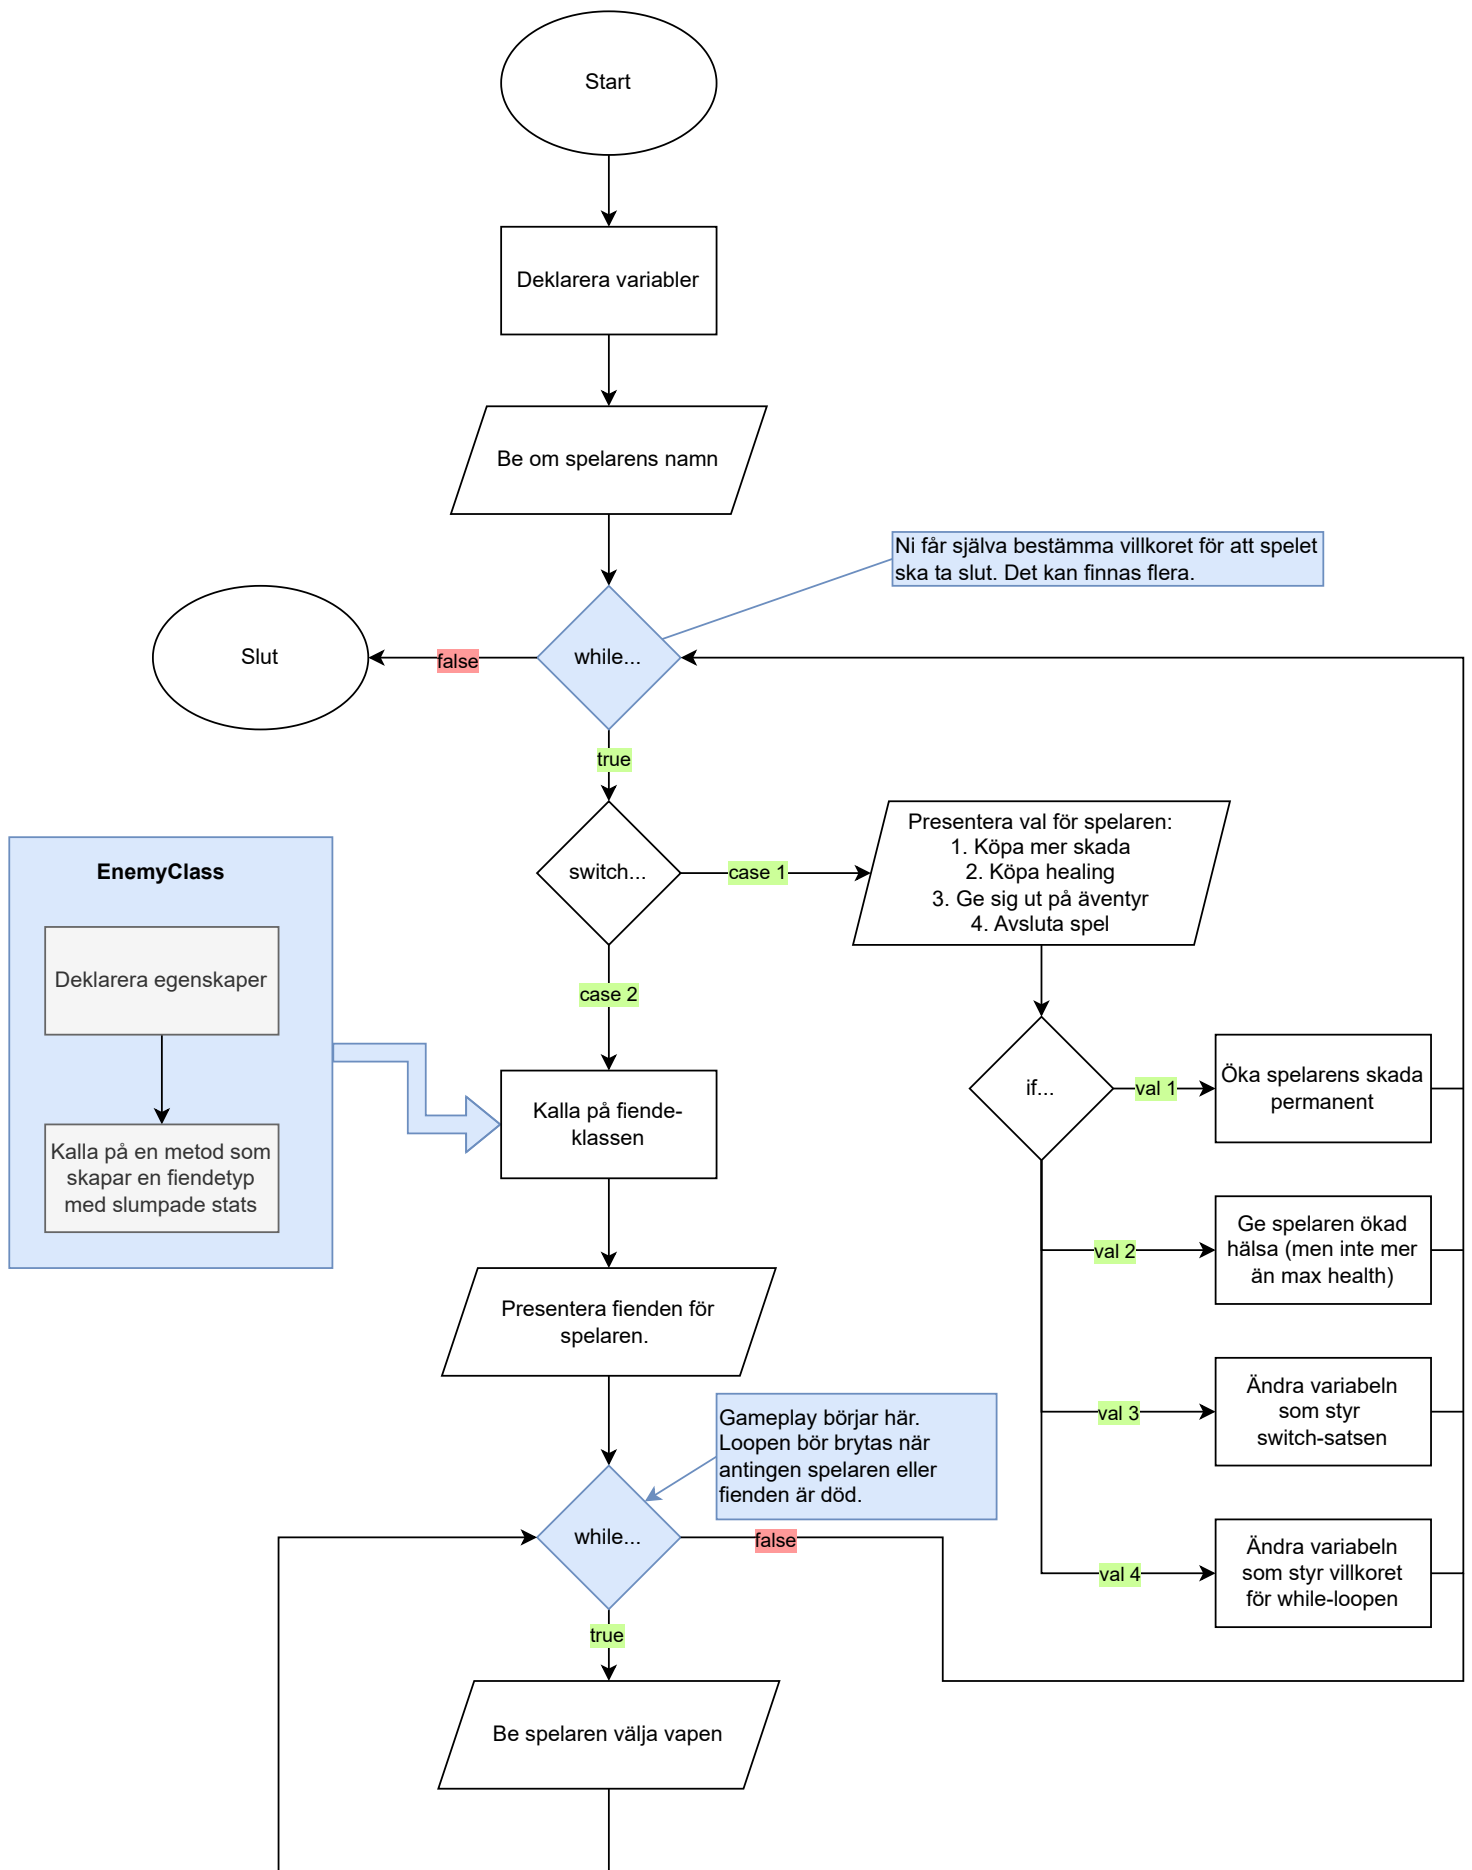 Start
Deklarera variabler
Be om spelarens namn
Ni får själva bestämma villkoret för att spelet
ska ta slut. Det kan finnas flera.
Slut
false
while...
true
switch...
case 1
Presentera val för spelaren:
1. Köpa mer skada
2. Köpa healing
3. Ge sig ut på äventyr
4. Avsluta spel
EnemyClass
Deklarera egenskaper
Kalla på en metod som
skapar en fiendetyp
med slumpade stats
case 2
Kalla på fiende-
klassen
if...
val 1
Öka spelarens skada
permanent
val 2
Ge spelaren ökad
hälsa (men inte mer
än max health)
val 3
Ändra variabeln
som styr
switch-satsen
val 4
Ändra variabeln
som styr villkoret
för while-loopen
Presentera fienden för
spelaren.
Gameplay börjar här.
Loopen bör brytas när
antingen spelaren eller
fienden är död.
while...
false
true
Be spelaren välja vapen